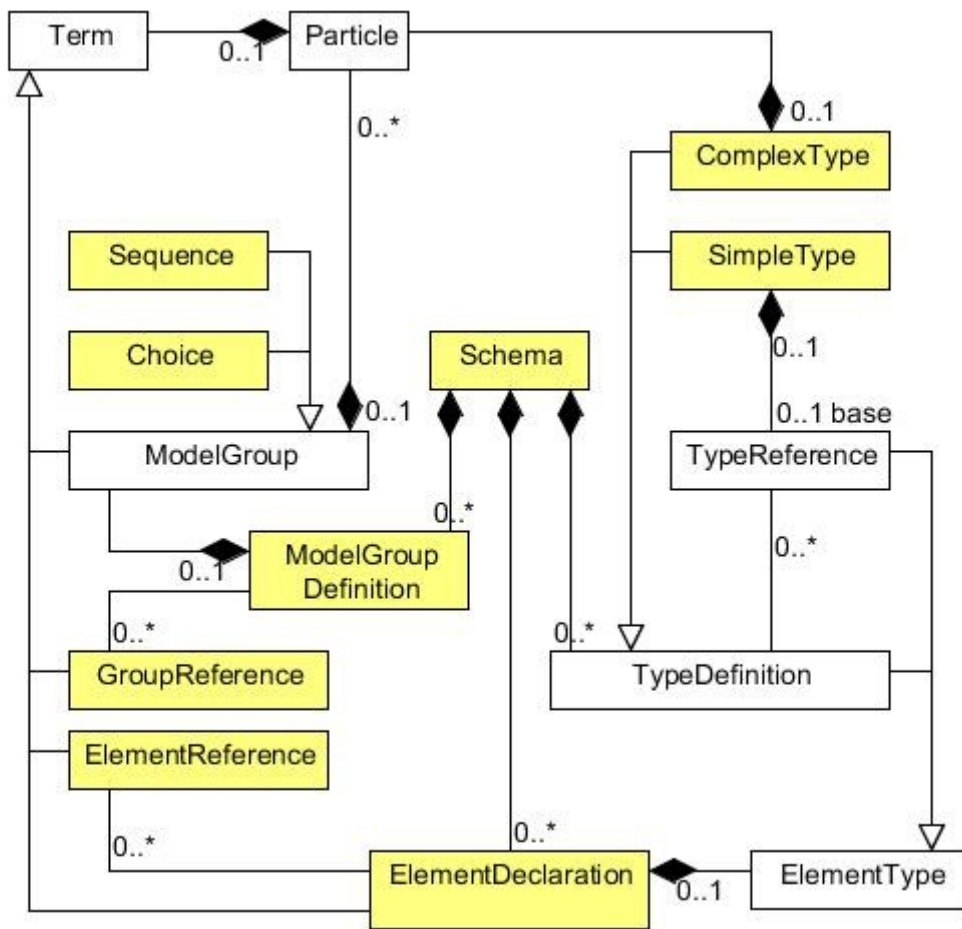 Term
Particle
0..1
0..1
0..*
ComplexType
Sequence
SimpleType
Choice
Schema
0..1
0..1
0..1 base
ModelGroup
TypeReference
0..*
ModelGroup
Definition
0..1
0..*
0..*
0..*
GroupReference
TypeDefinition
ElementReference
0..*
0..*
ElementDeclaration
0..1
ElementType